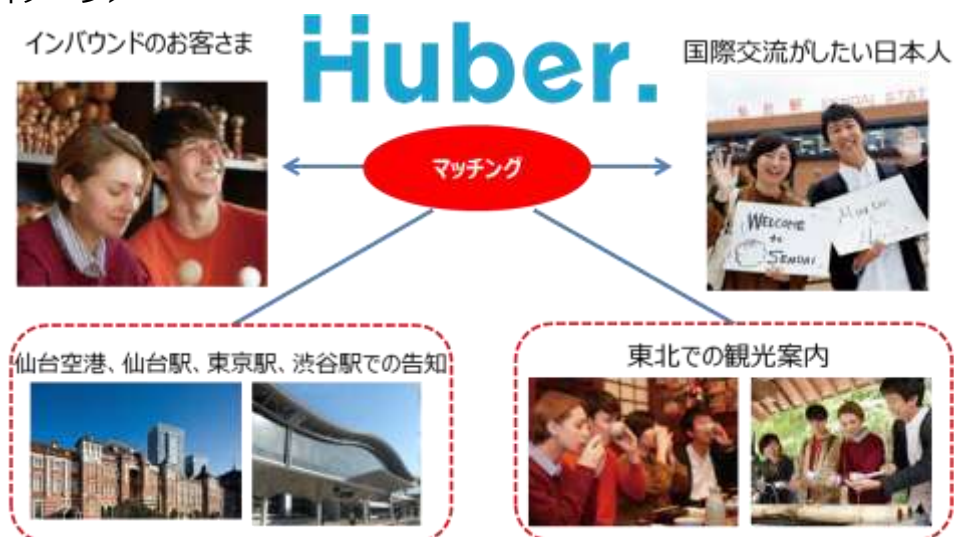 インバウンドのお客さま
Huber.
国際交流がしたい日本人
マッチング
WELCOME
to
SENDAI
仙台空港、仙台駅、東京駅、渋谷駅での告知
東北での観光案内